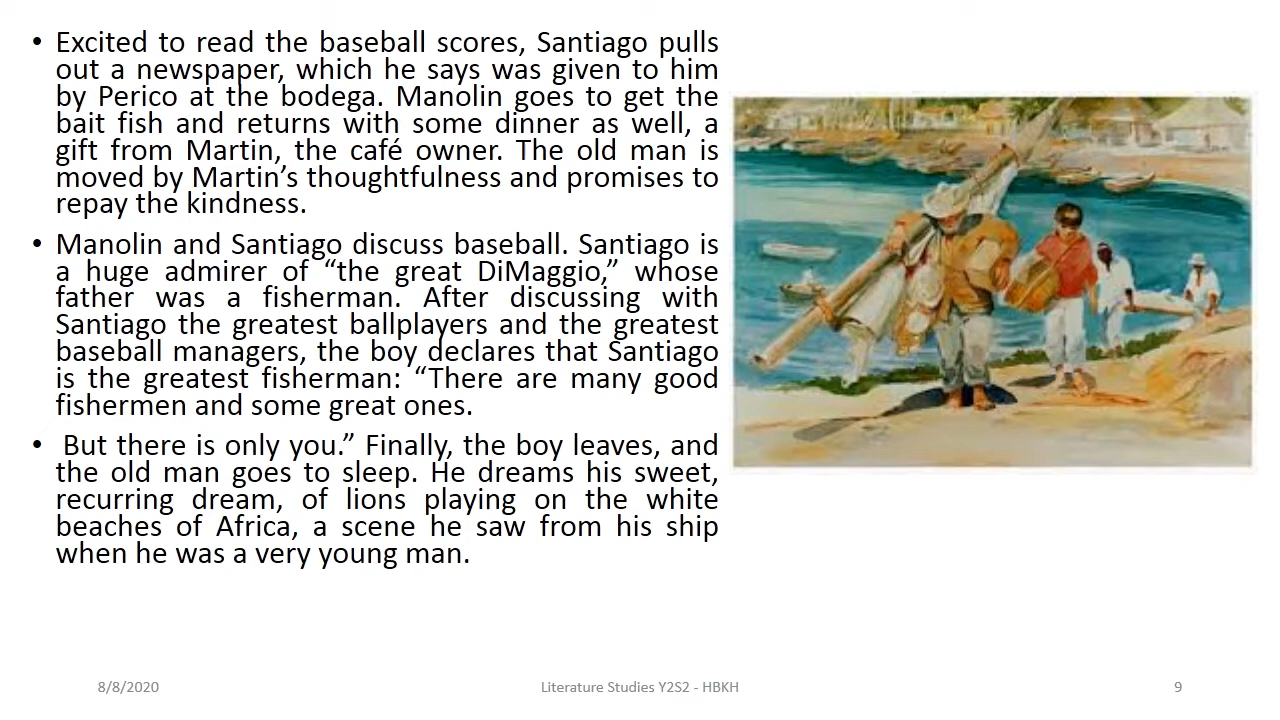 • Excited to read the baseball scores, Santiago pulls
out a newspaper, which he says was given to him
by Perico at the bodega. Manolin goes to get the
bait fish and returns with some dinner as well, a
gift from Martin, the café owner. The old man is
moved by Martin’s thoughtfulness and promises to
repay the kindness.
• Manolin and Santiago discuss baseball. Santiago is
a huge admirer of “the great DiMaggio,” whose
father was a fisherman. After discussing with
Santiago the greatest ballplayers and the greatest
baseball managers, the boy declares that Santiago
is the greatest fisherman: “There are many good
fishermen and some great ones.
• But there is only you.” Finally, the boy leaves, and
the old man goes to sleep. He dreams his sweet,
recurring dream, of lions playing on the white
beaches of Africa, a scene he saw from his ship
when he was a very young man.
8/8/2020
Literature Studies Y2S2 - HBKH
9